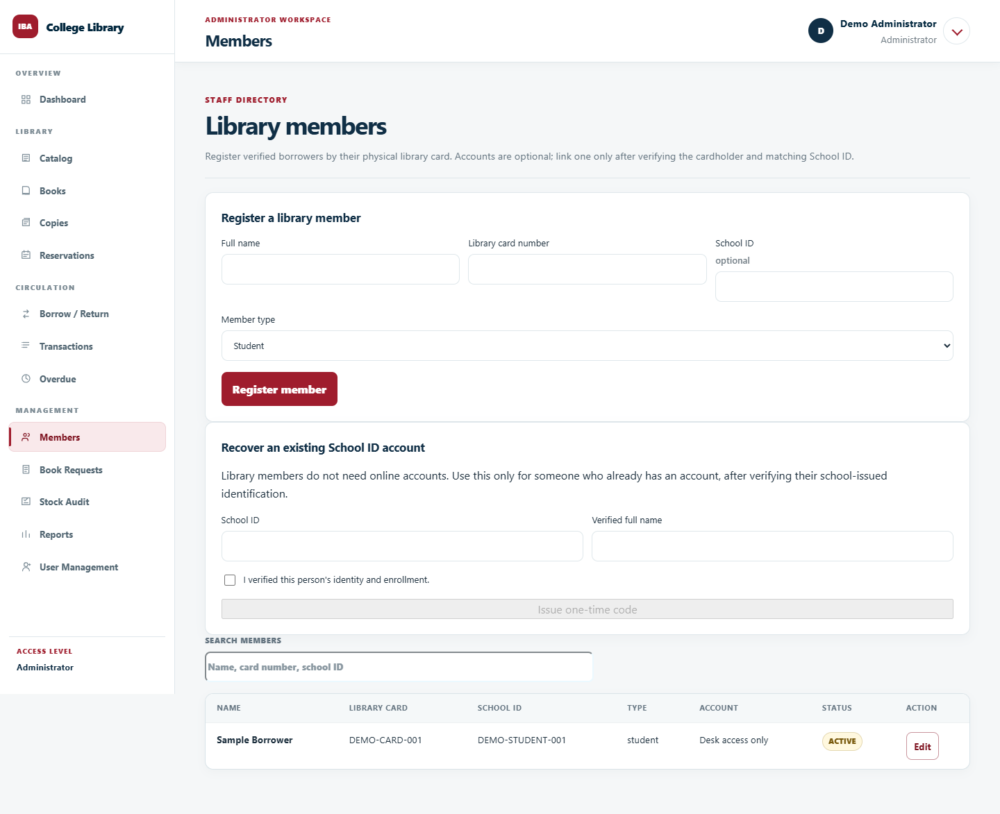 IBA
College Library
OVERVIEW
Dashboard
LIBRARY
Catalog
Books
Copies
Reservations
CIRCULATION
Borrow / Return
Transactions
Overdue
MANAGEMENT
Members
Book Requests
Stock Audit
Reports
User Management
ACCESS LEVEL
Administrator
ADMINISTRATOR WORKSPACE
Members
D
Demo Administrator
Administrator
STAFF DIRECTORY
Library members
Register verified borrowers by their physical library card. Accounts are optional; link one only after verifying the cardholder and matching School ID.
Register a library member
Full name
Library card number
School ID
optional
Member type
Student
Register member
Recover an existing School ID account
Library members do not need online accounts. Use this only for someone who already has an account, after verifying their school-issued
identification.
School ID
Verified full name
I verified this person's identity and enrollment.
Issue one-time code
SEARCH MEMBERS
Name, card number, school ID
NAME LIBRARY CARD SCHOOL ID TYPE ACCOUNT STATUS ACTION
Sample Borrower DEMO-CARD-001 DEMO-STUDENT-001 student Desk access only ACTIVE Edit